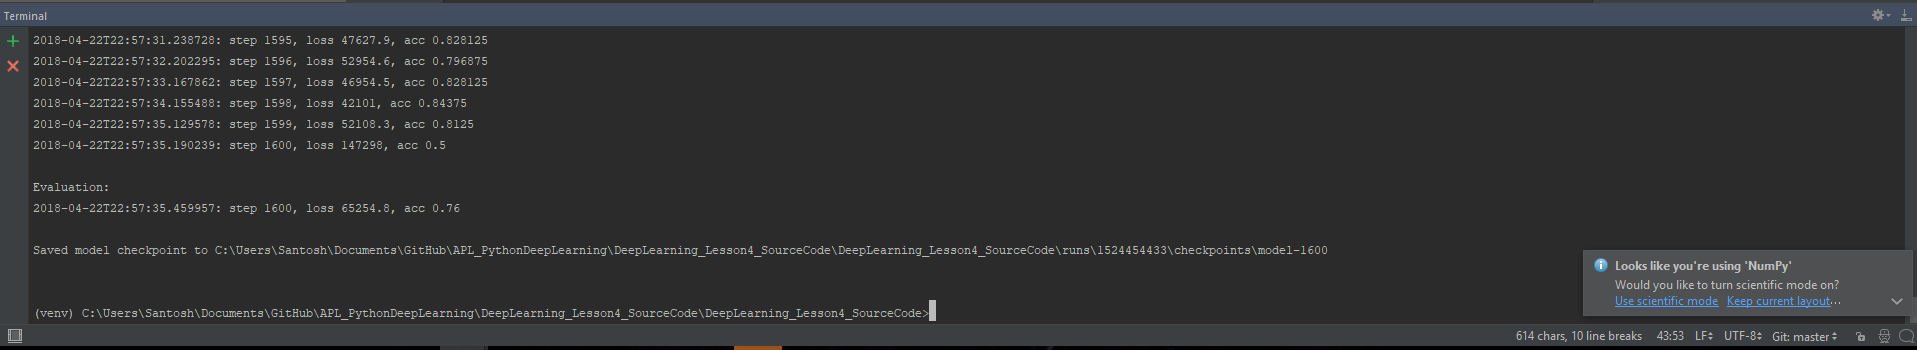 Terminal
2018-04-22T22:57:31.238728: step 1595, loss 47627.9, acc 0.828125
2018-04-22T22:57:32.202295: step 1596, loss 52954.6, acc 0.796875
2018-04-22T22:57:33.167862: step 1597, loss 46954.5, acc 0.828125
2018-04-22T22:57:34.155488: step 1598, loss 42101, acc 0.84375
2018-04-22T22:57:35.129578: step 1599, loss 52108.3, acc 0.8125
2018-04-22T22:57:35.190239: step 1600, loss 147298, acc 0.5
Evaluation:
2018-04-22T22:57:35.459957: step 1600, loss 65254.8, acc 0.76
Saved model checkpoint to C:\Users\Santosh\Documents\GitHub\APL_PythonDeepLearning\DeepLearning_Lesson4_SourceCode\DeepLearning_Lesson4_SourceCode\runs\1524454433\checkpoints\model-1600
Looks like you're using 'NumPy'
Would you like to turn scientific mode on?
Use scientific mode Keep current layout...
(venv) C:\Users\Santosh\Documents\GitHub\APL_PythonDeepLearning\DeepLearning_Lesson4_SourceCode\DeepLearning_Lesson4_SourceCode>
614 chars, 10 line breaks 43:53 LF UTF-8 Git: master